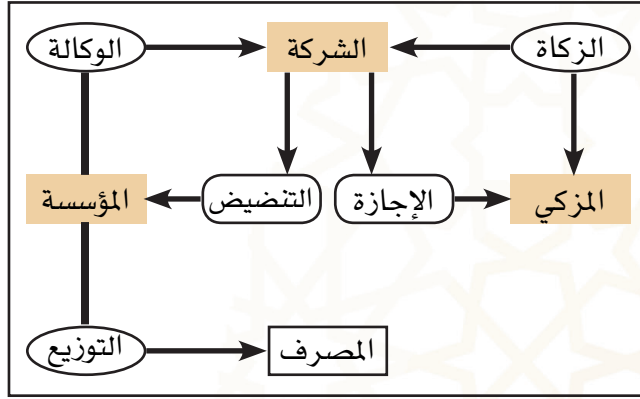 الزكاة
الشركة
الوكالة
المزكي
الإجازة
التنضيض
المؤسسة
المصرف
التوزيع